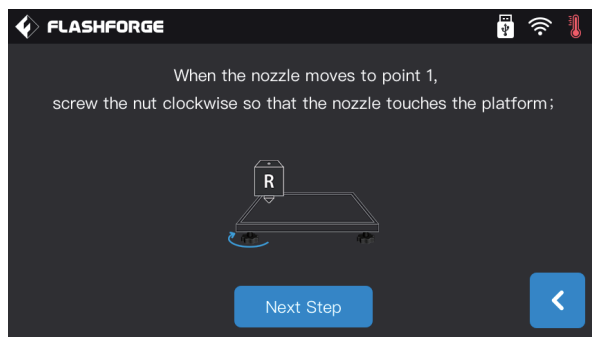 FLASHFORGE
When the nozzle moves to point 1,
screw the nut clockwise so that the nozzle touches the platform;
R
Next Step